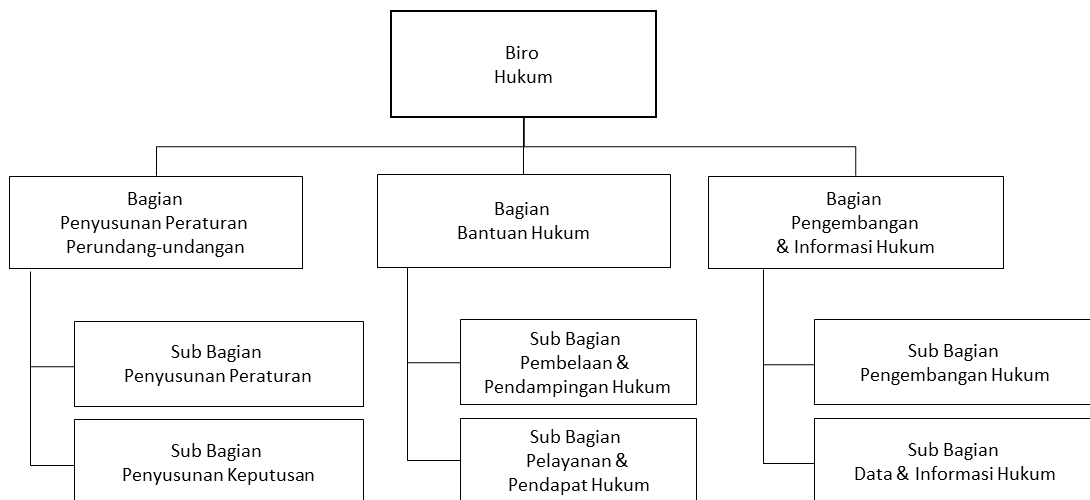 Biro
Hukum
Bagian
Penyusunan Peraturan
Perundang-undangan
Bagian
Bantuan Hukum
Bagian
Pengembangan
& Informasi Hukum
Sub Bagian
Penyusunan Peraturan
Sub Bagian
Pembelaan &
Pendampingan Hukum
Sub Bagian
Pengembangan Hukum
Sub Bagian
Penyusunan Keputusan
Sub Bagian
Pelayanan &
Pendapat Hukum
Sub Bagian
Data & Informasi Hukum